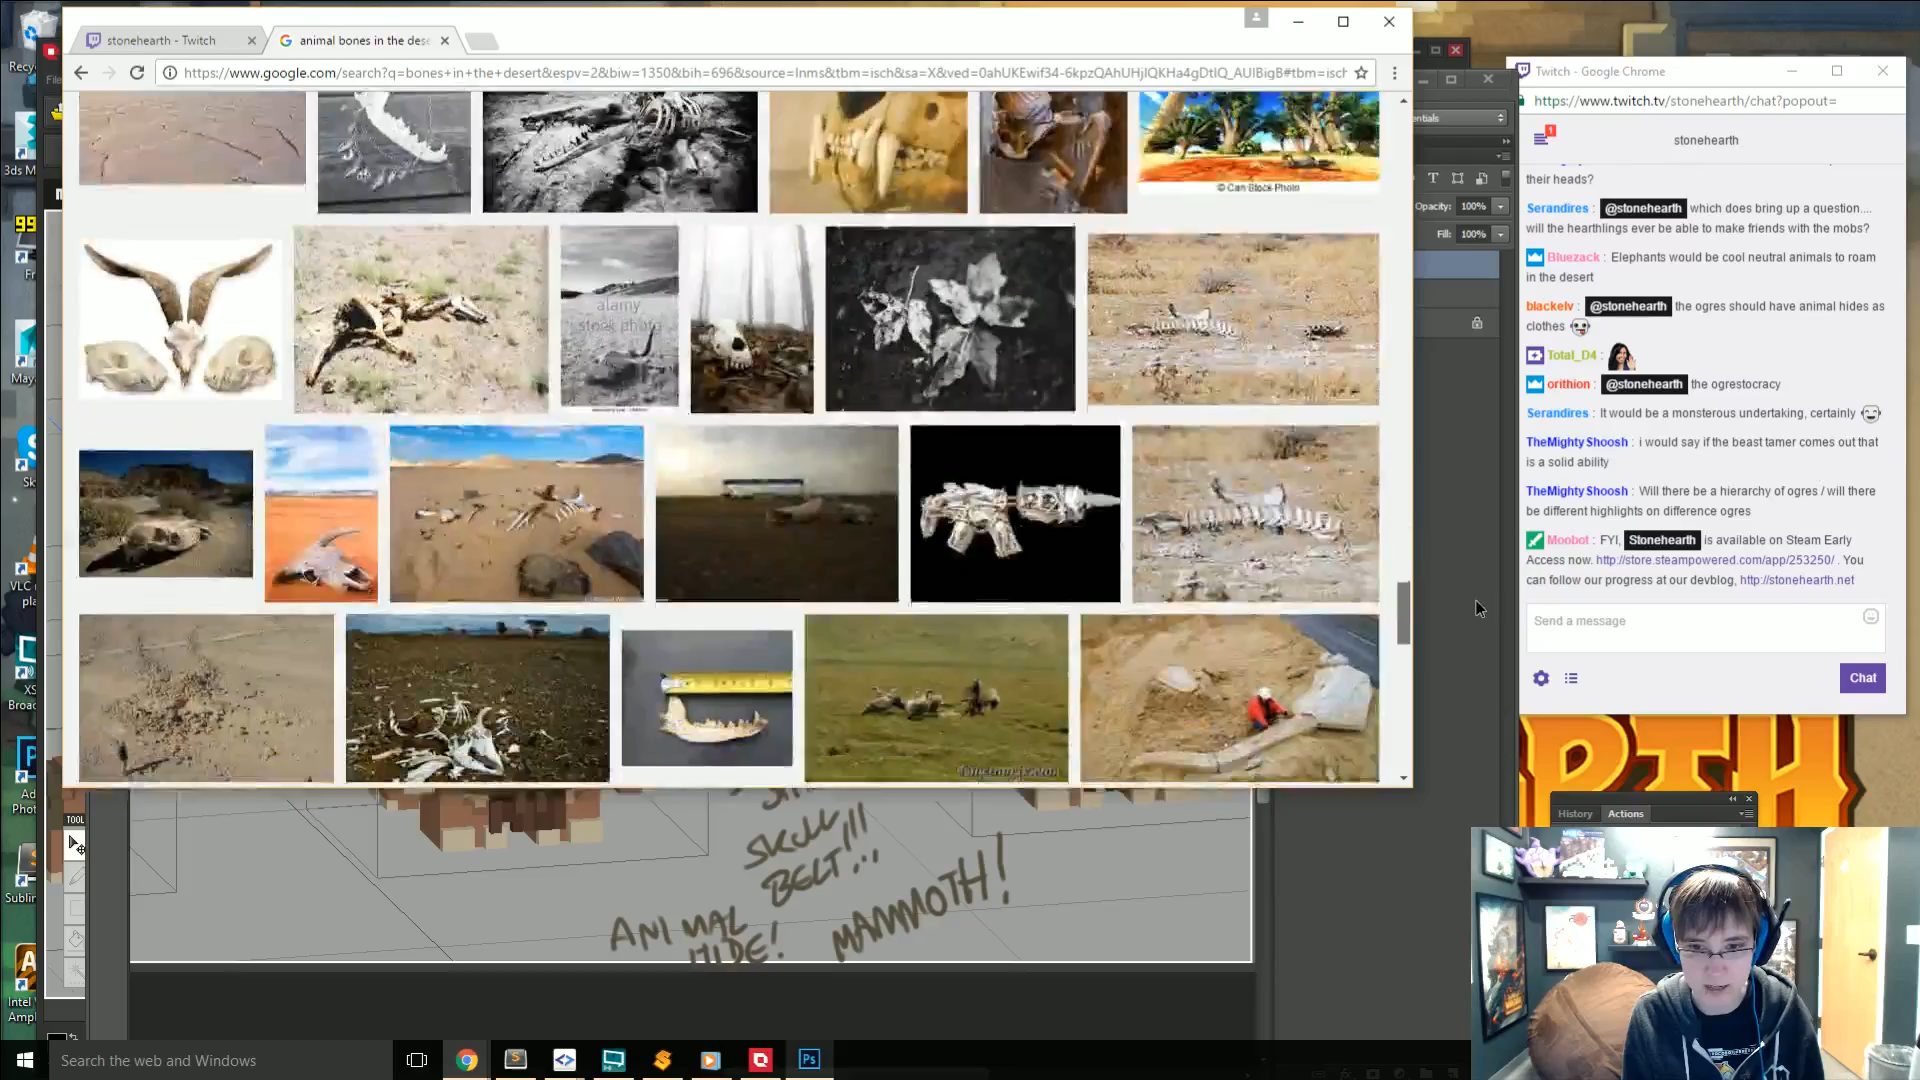 stonehearth - Twitch
animal bones in the dese
https://www.google.com/search?q=bones+in+the+desert&espv=2&biw=1350&bih=696&source=lnms&tbm=isch&sa=X&ved=0ahUKEwif34-6kpzQAhUHjIQKHa4gDtIQ_AUIBigB#tbm=isch
Twitch - Google Chrome
https://www.twitch.tv/stonehearth/chat?popout=
1
stonehearth
their heads?
Serandires : @stonehearth which does bring up a question....
will the hearthlings ever be able to make friends with the mobs?
Bluezack : Elephants would be cool neutral animals to roam
in the desert
blackelv : @stonehearth the ogres should have animal hides as
clothes
Total_D4 :
orithion : @stonehearth the ogrestocracy
Serandires : It would be a monsterous undertaking, certainly
TheMighty Shoosh : i would say if the beast tamer comes out that
is a solid ability
TheMighty Shoosh : Will there be a hierarchy of ogres / will there
be different highlights on difference ogres
Moobot : FYI, Stonehearth is available on Steam Early
Access now. http://store.steampowered.com/app/253250/ . You
can follow our progress at our devblog, http://stonehearth.net
Send a message
Chat
Opacity: 100%
Fill: 100%
© Can Stock Photo
alamy
stock photo
History
Actions
TOOL
SKULL!!!
BELT!!
ANIMAL
HIDE!
MAMMOTH!
Search the web and Windows
Ps